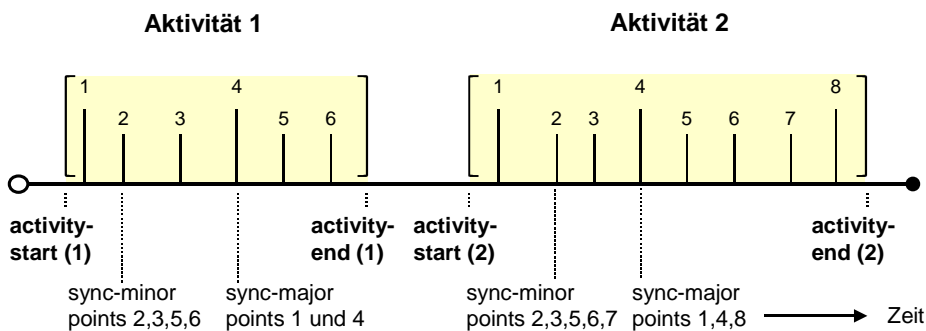 Aktivität 1
Aktivität 2
1 4 1 4 8
2 3 5 6 2 3 5 6 7
activity-
start (1)
activity-
end (1)
activity-
start (2)
activity-
end (2)
sync-minor
points 2,3,5,6
sync-major
points 1 und 4
sync-minor
points 2,3,5,6,7
sync-major
points 1,4,8
Zeit